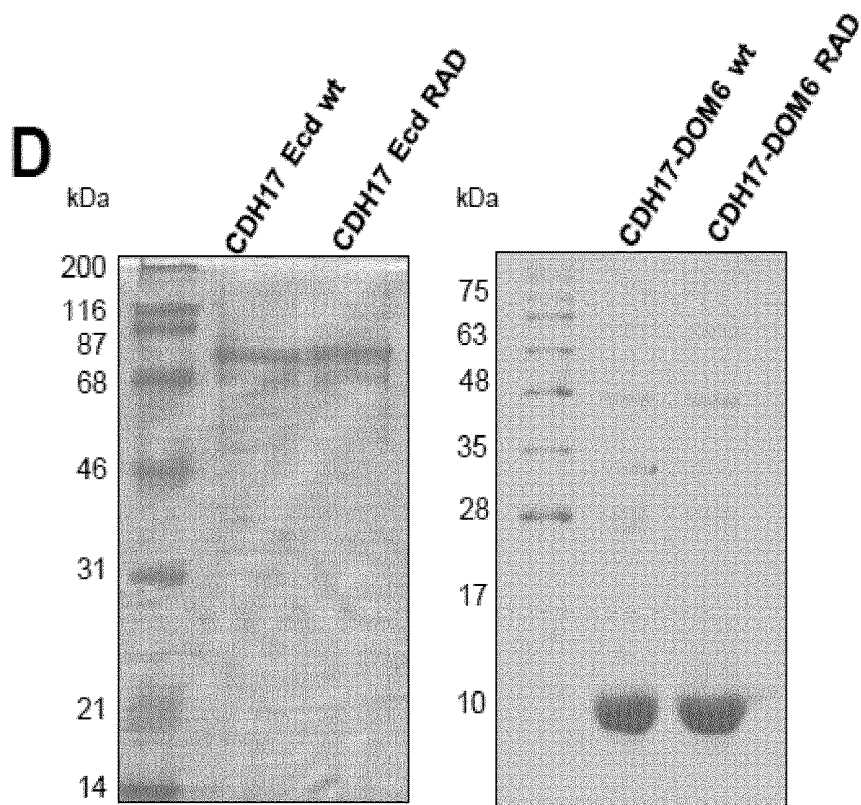 D
kDa
CDH17 Ecd wt
CDH17 Ecd RAD
200
116
87
68
46
31
21
14
kDa
CDH17-DOM6 wt
CDH17-DOM6 RAD
75
63
48
35
28
17
10